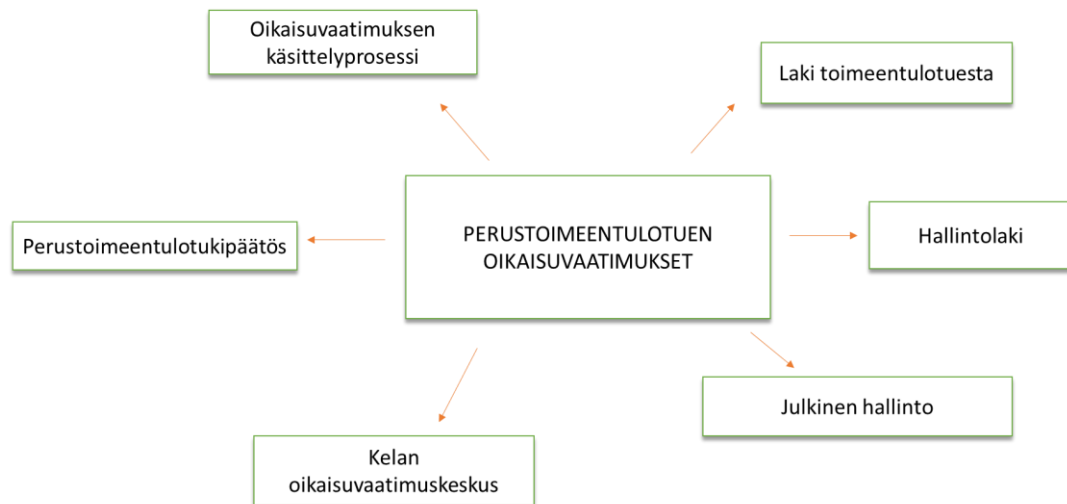 Oikaisuvaatimuksen
käsittelyprosessi
Laki toimeentulotuesta
Perustoimeentulotukipäätös
PERUSTOIMEENTULOTUEN
OIKAISUVAATIMUKSET
Hallintolaki
Julkinen hallinto
Kelan
oikaisuvaatimuskeskus